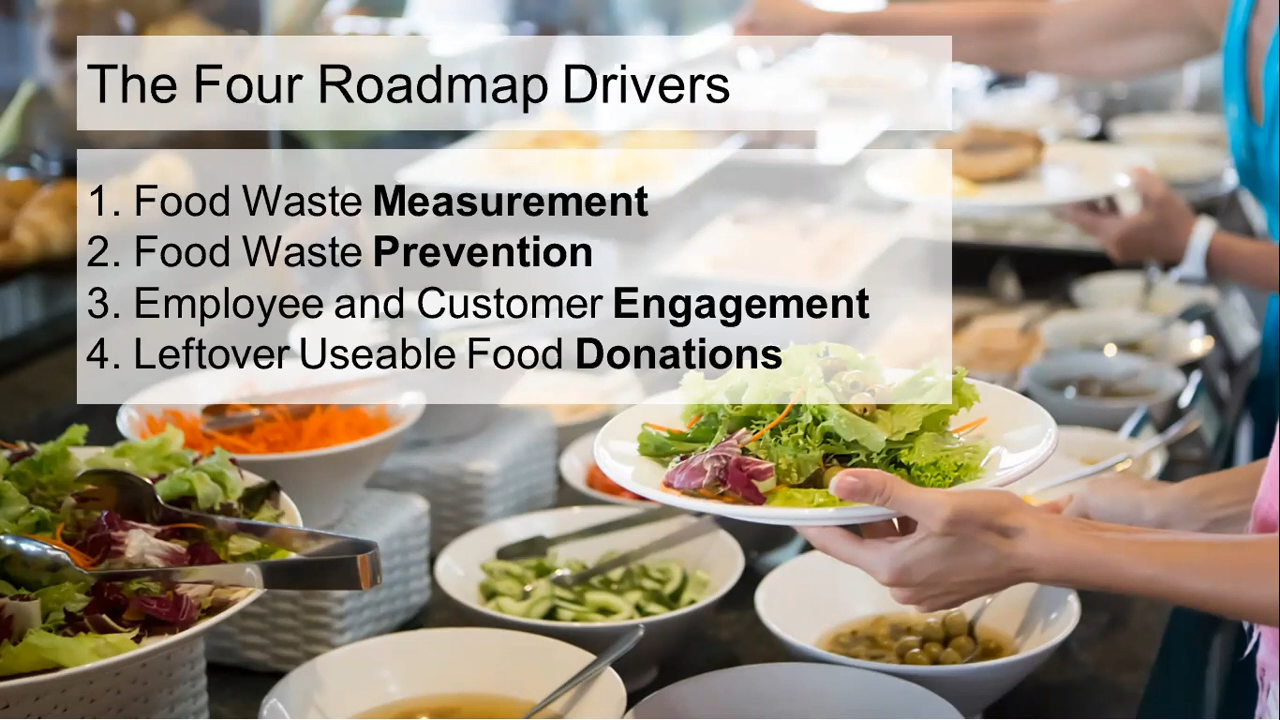 The Four Roadmap Drivers
1. Food Waste Measurement
2. Food Waste Prevention
3. Employee and Customer Engagement
4. Leftover Useable Food Donations